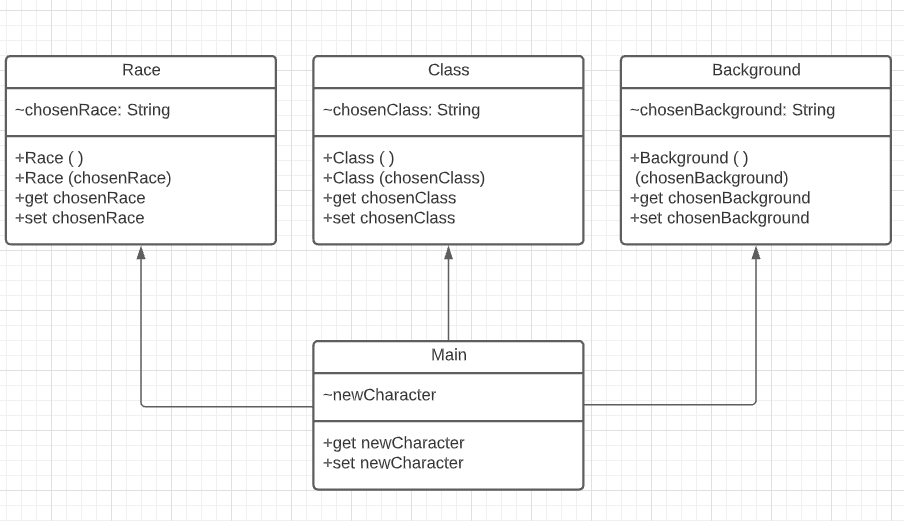 Race
~chosenRace: String
+Race ( )
+Race (chosenRace)
+get chosenRace
+set chosenRace
Class
~chosenClass: String
+Class ( )
+Class (chosenClass)
+get chosenClass
+set chosenClass
Background
~chosenBackground: String
+Background ( )
(chosenBackground)
+get chosenBackground
+set chosenBackground
Main
~newCharacter
+get newCharacter
+set newCharacter